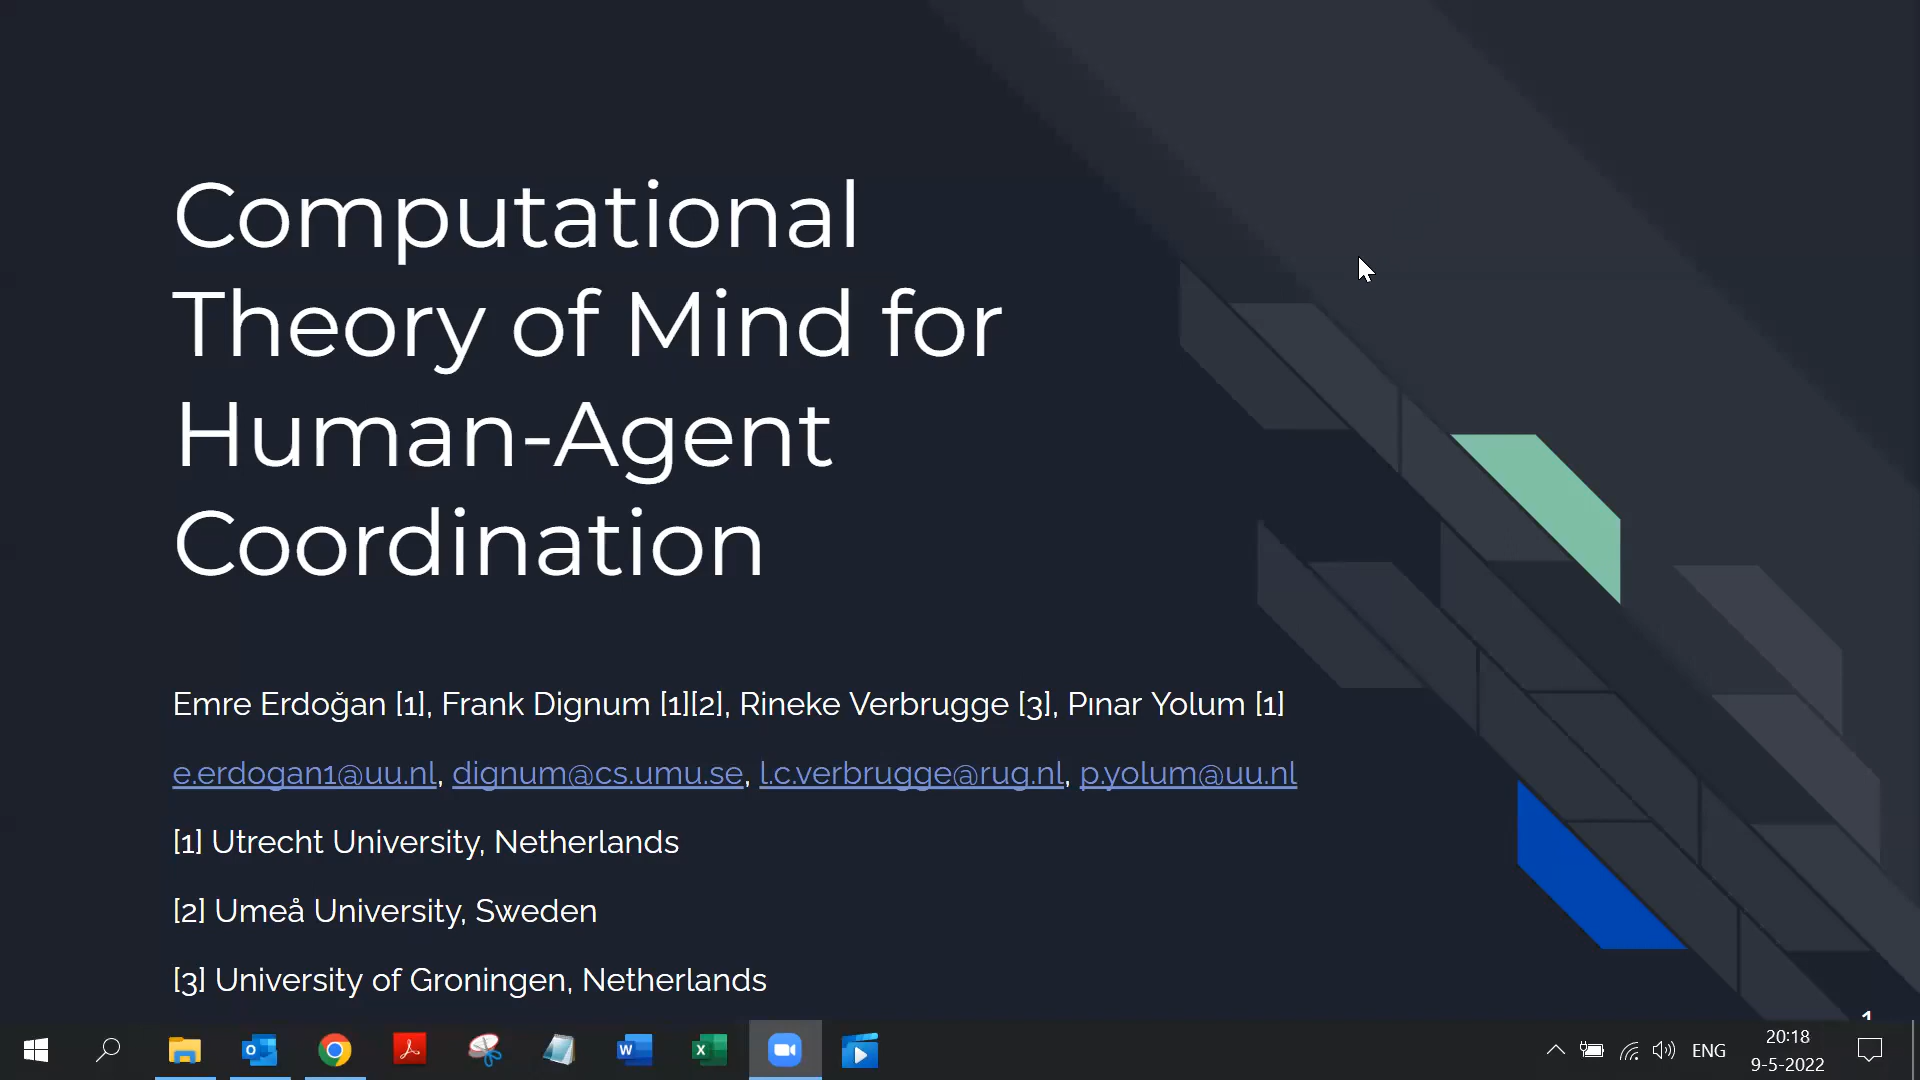 Computational
Theory of Mind for
Human-Agent
Coordination
Emre Erdoğan [1], Frank Dignum [1][2], Rineke Verbrugge [3], Pınar Yolum [1]
e.erdogan1@uu.nl, dignum@cs.umu.se, l.c.verbrugge@rug.nl, p.yolum@uu.nl
[1] Utrecht University, Netherlands
[2] Umeå University, Sweden
[3] University of Groningen, Netherlands
1
ENG
20:18
9-5-2022